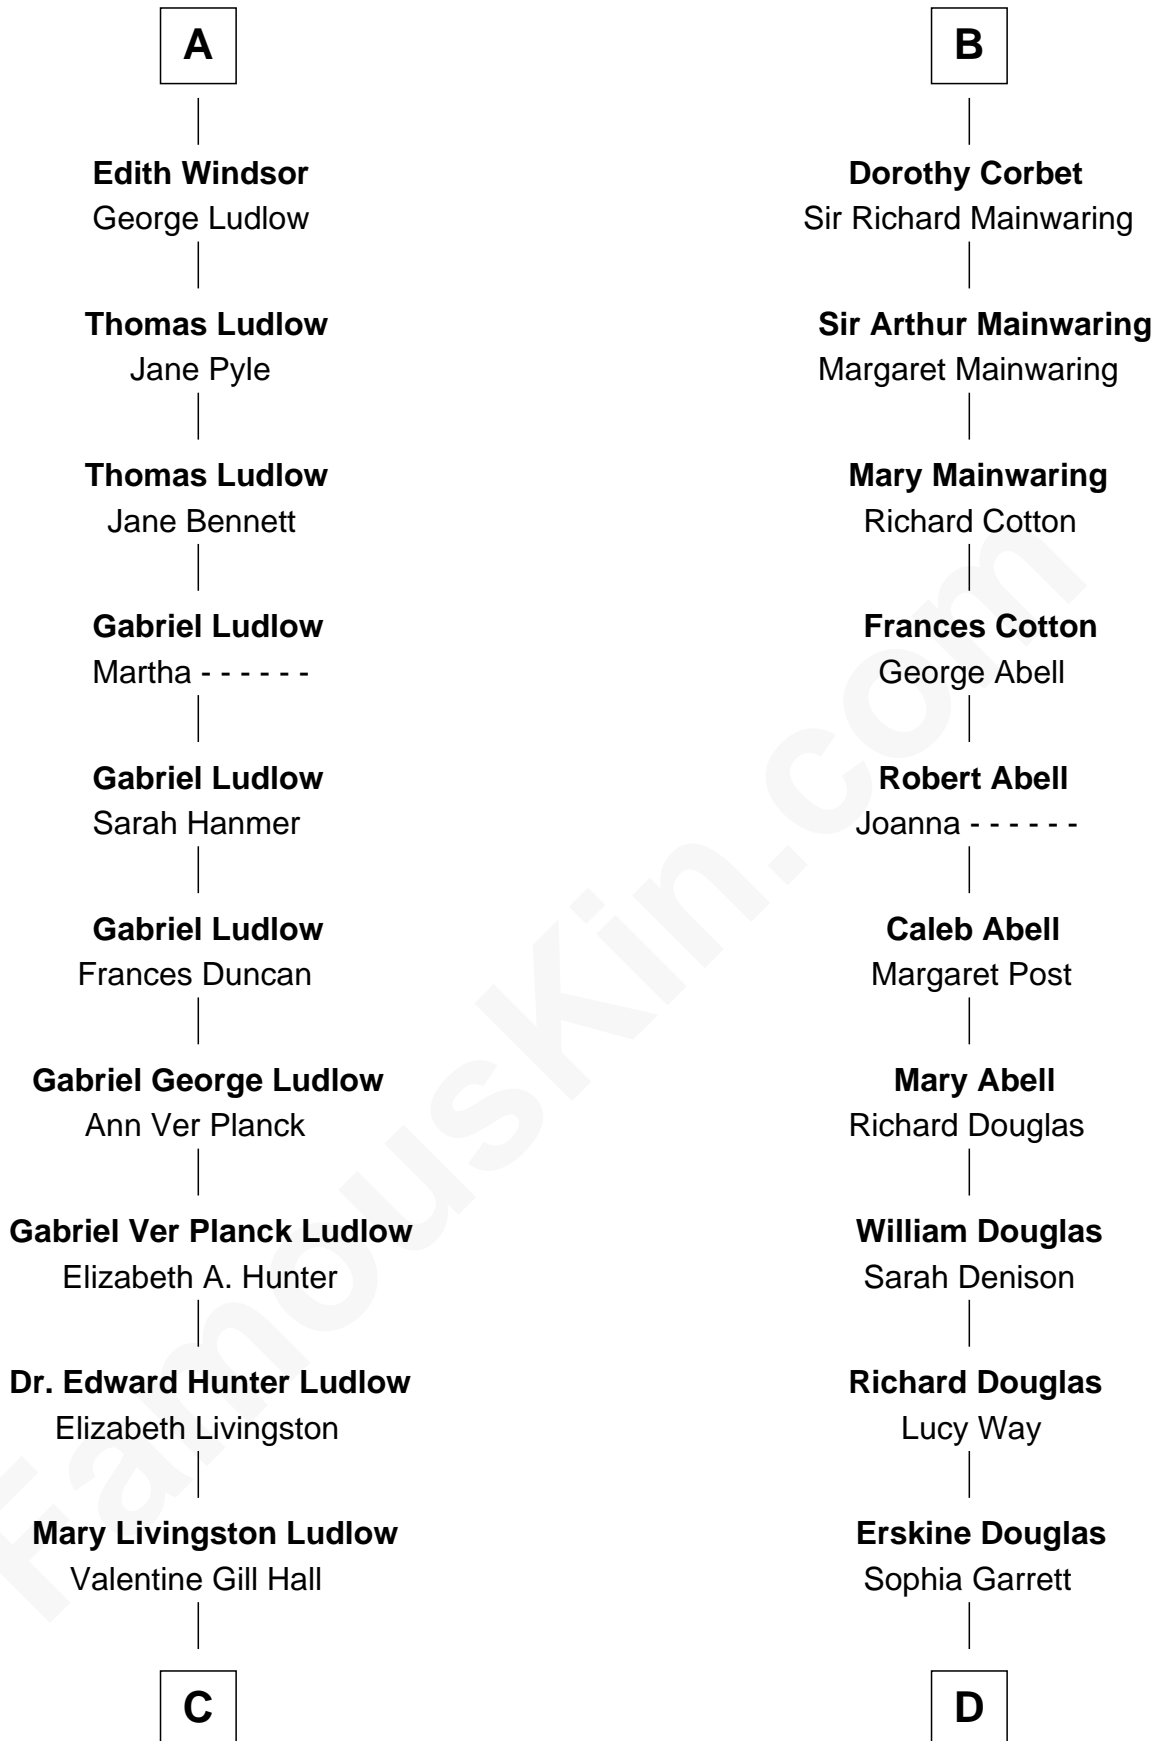 A
Edith Windsor
George Ludlow
Thomas Ludlow
Jane Pyle
Thomas Ludlow
Jane Bennett
Gabriel Ludlow
Martha - - - - - -
Gabriel Ludlow
Sarah Hanmer
Gabriel Ludlow
Frances Duncan
Gabriel George Ludlow
Ann Ver Planck
Gabriel Ver Planck Ludlow
Elizabeth A. Hunter
Dr. Edward Hunter Ludlow
Elizabeth Livingston
Mary Livingston Ludlow
Valentine Gill Hall
C
B
Dorothy Corbet
Sir Richard Mainwaring
Sir Arthur Mainwaring
Margaret Mainwaring
Mary Mainwaring
Richard Cotton
Frances Cotton
George Abell
Robert Abell
Joanna - - - - - -
Caleb Abell
Margaret Post
Mary Abell
Richard Douglas
William Douglas
Sarah Denison
Richard Douglas
Lucy Way
Erskine Douglas
Sophia Garrett
D
FamousKin.com